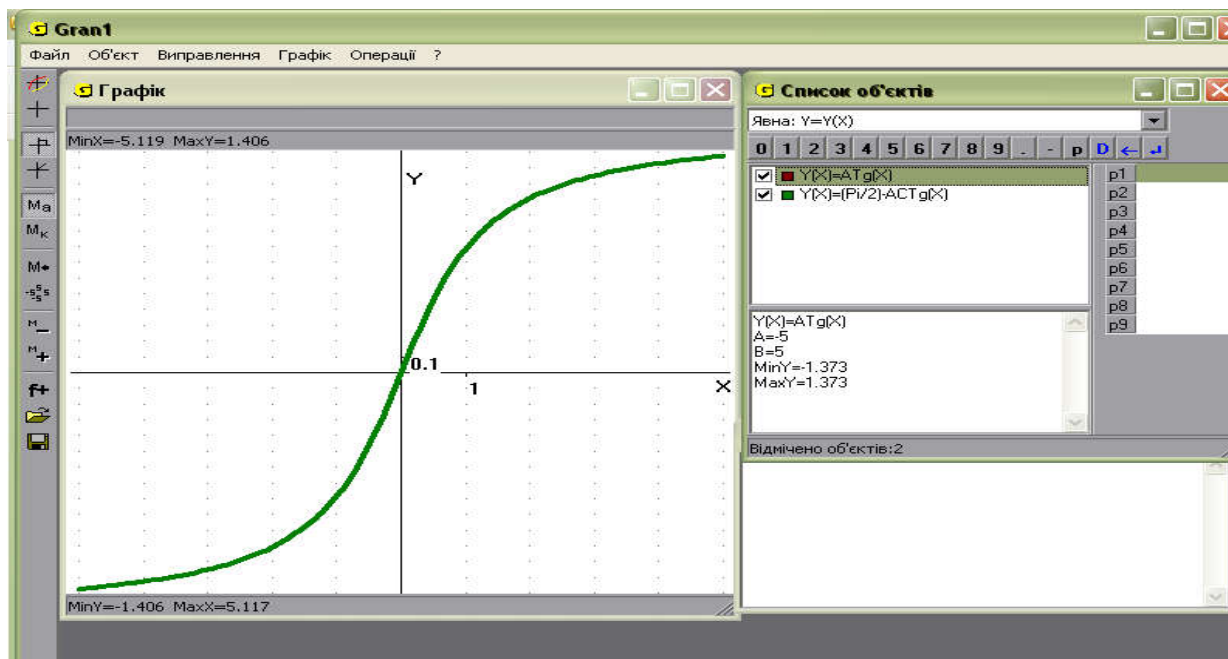 Gran1
Файл Об'єкт Виправлення Графік Операції ?
Графік
MinX=-5.119 MaxY=1.406
Y
0.1
1
X
MinY=-1.406 MaxX=5.117
Ma
Mк
M
-s s s
M
M+
f+
Список об'єктів
Явна: Y=Y(X)
0 1 2 3 4 5 6 7 8 9 . - p D ← ↵
Y(X)=ATg(X)
Y(X)=(Pi/2)-ACTg(X)
p1
p2
p3
p4
p5
p6
p7
p8
p9
Y(X)=ATg(X)
A=-5
B=5
MinY=-1.373
MaxY=1.373
Відмічено об'єктів:2